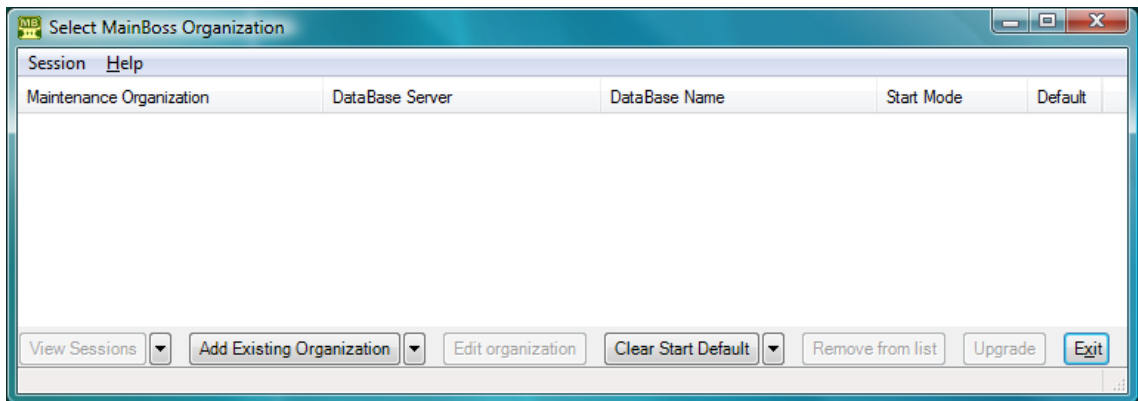 MB
Select MainBoss Organization
Session Help
Maintenance Organization DataBase Server DataBase Name Start Mode Default
View Sessions Add Existing Organization Edit organization Clear Start Default Remove from list Upgrade Exit